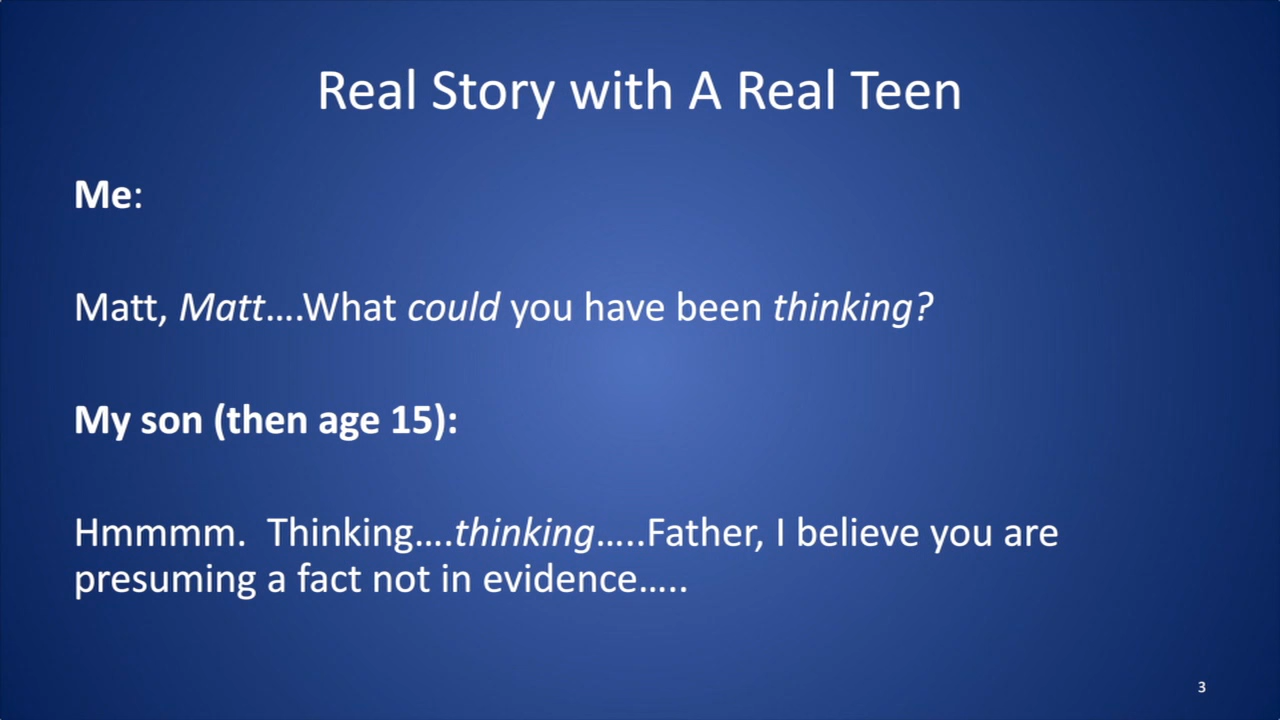 Real Story with A Real Teen
Me:
Matt, Matt....What could you have been thinking?
My son (then age 15):
Hmmmm.  Thinking....thinking.....Father, I believe you are
presuming a fact not in evidence.....
3